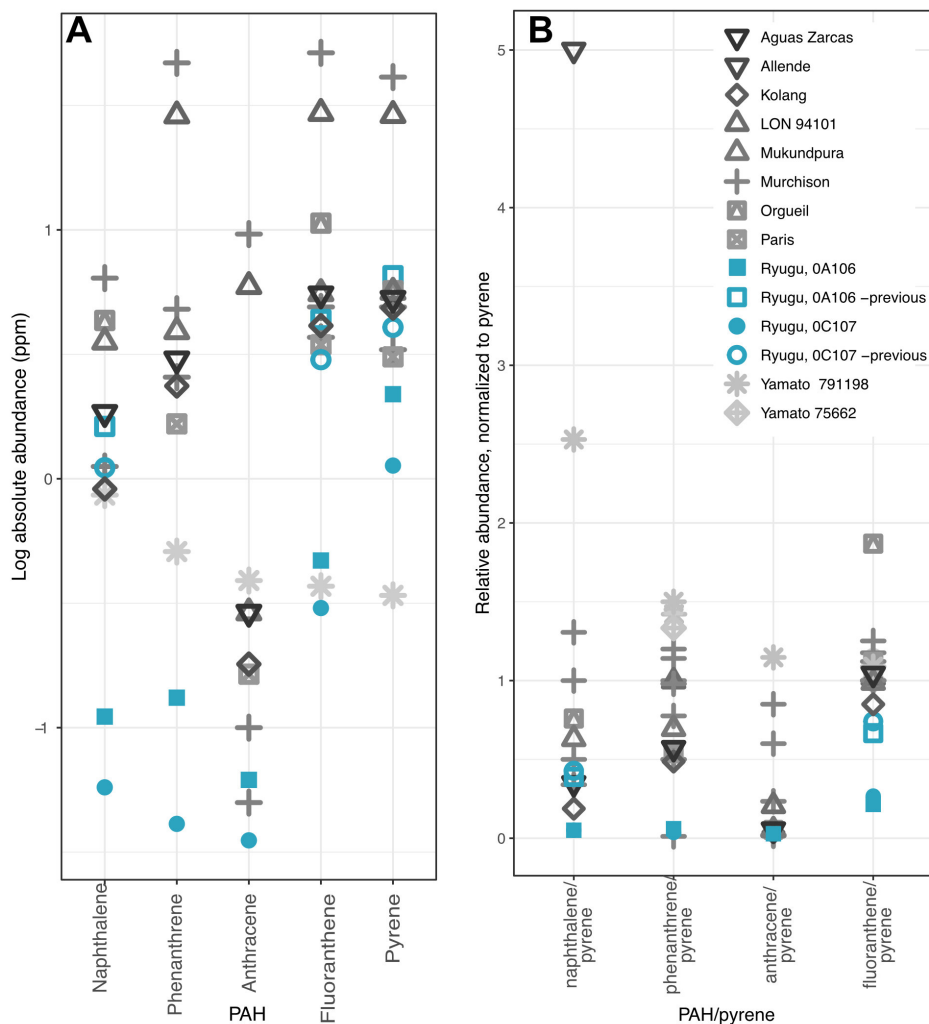 A
Log absolute abundance (ppm)
1
0
−1
Naphthalene
Phenanthrene
Anthracene
Fluoranthene
Pyrene
PAH
B
Relative abundance, normalized to pyrene
5
4
3
2
1
0
Aguas Zarcas
Allende
Kolang
LON 94101
Mukundpura
Murchison
Orgueil
Paris
Ryugu, 0A106
Ryugu, 0A106 −previous
Ryugu, 0C107
Ryugu, 0C107 −previous
Yamato 791198
Yamato 75662
naphthalene/
pyrene
phenanthrene/
pyrene
anthracene/
pyrene
fluoranthene/
pyrene
PAH/pyrene